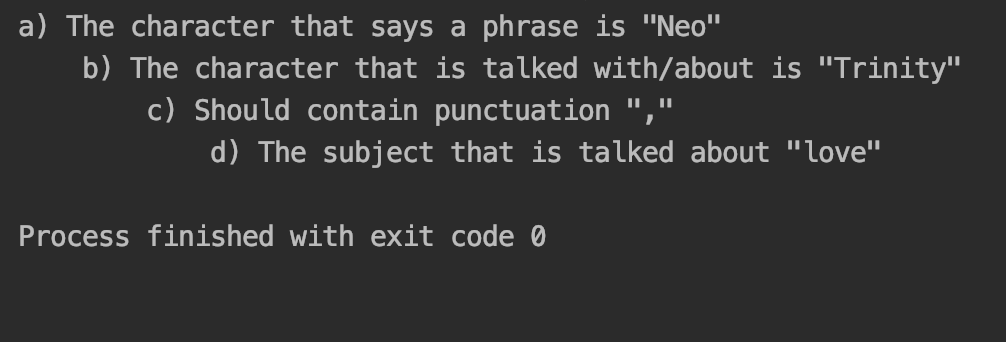 a) The character that says a phrase is "Neo"
b) The character that is talked with/about is "Trinity"
c) Should contain punctuation ","
d) The subject that is talked about "love"
Process finished with exit code 0